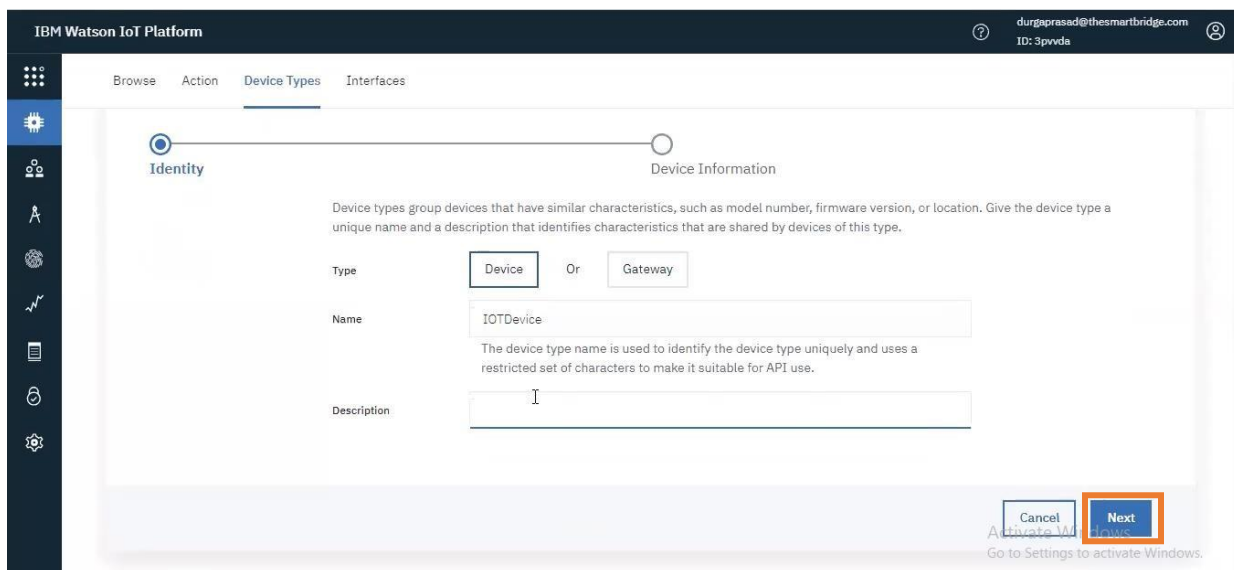 IBM Watson IoT Platform
durgaprasad@thesmartbridge.com
ID: 3pvvda
Browse Action Device Types Interfaces
Identity
Device Information
Device types group devices that have similar characteristics, such as model number, firmware version, or location. Give the device type a
unique name and a description that identifies characteristics that are shared by devices of this type.
Type Device Or Gateway
Name IOTDevice
The device type name is used to identify the device type uniquely and uses a
restricted set of characters to make it suitable for API use.
Description
Cancel Next
Activate Windows
Go to Settings to activate Windows.